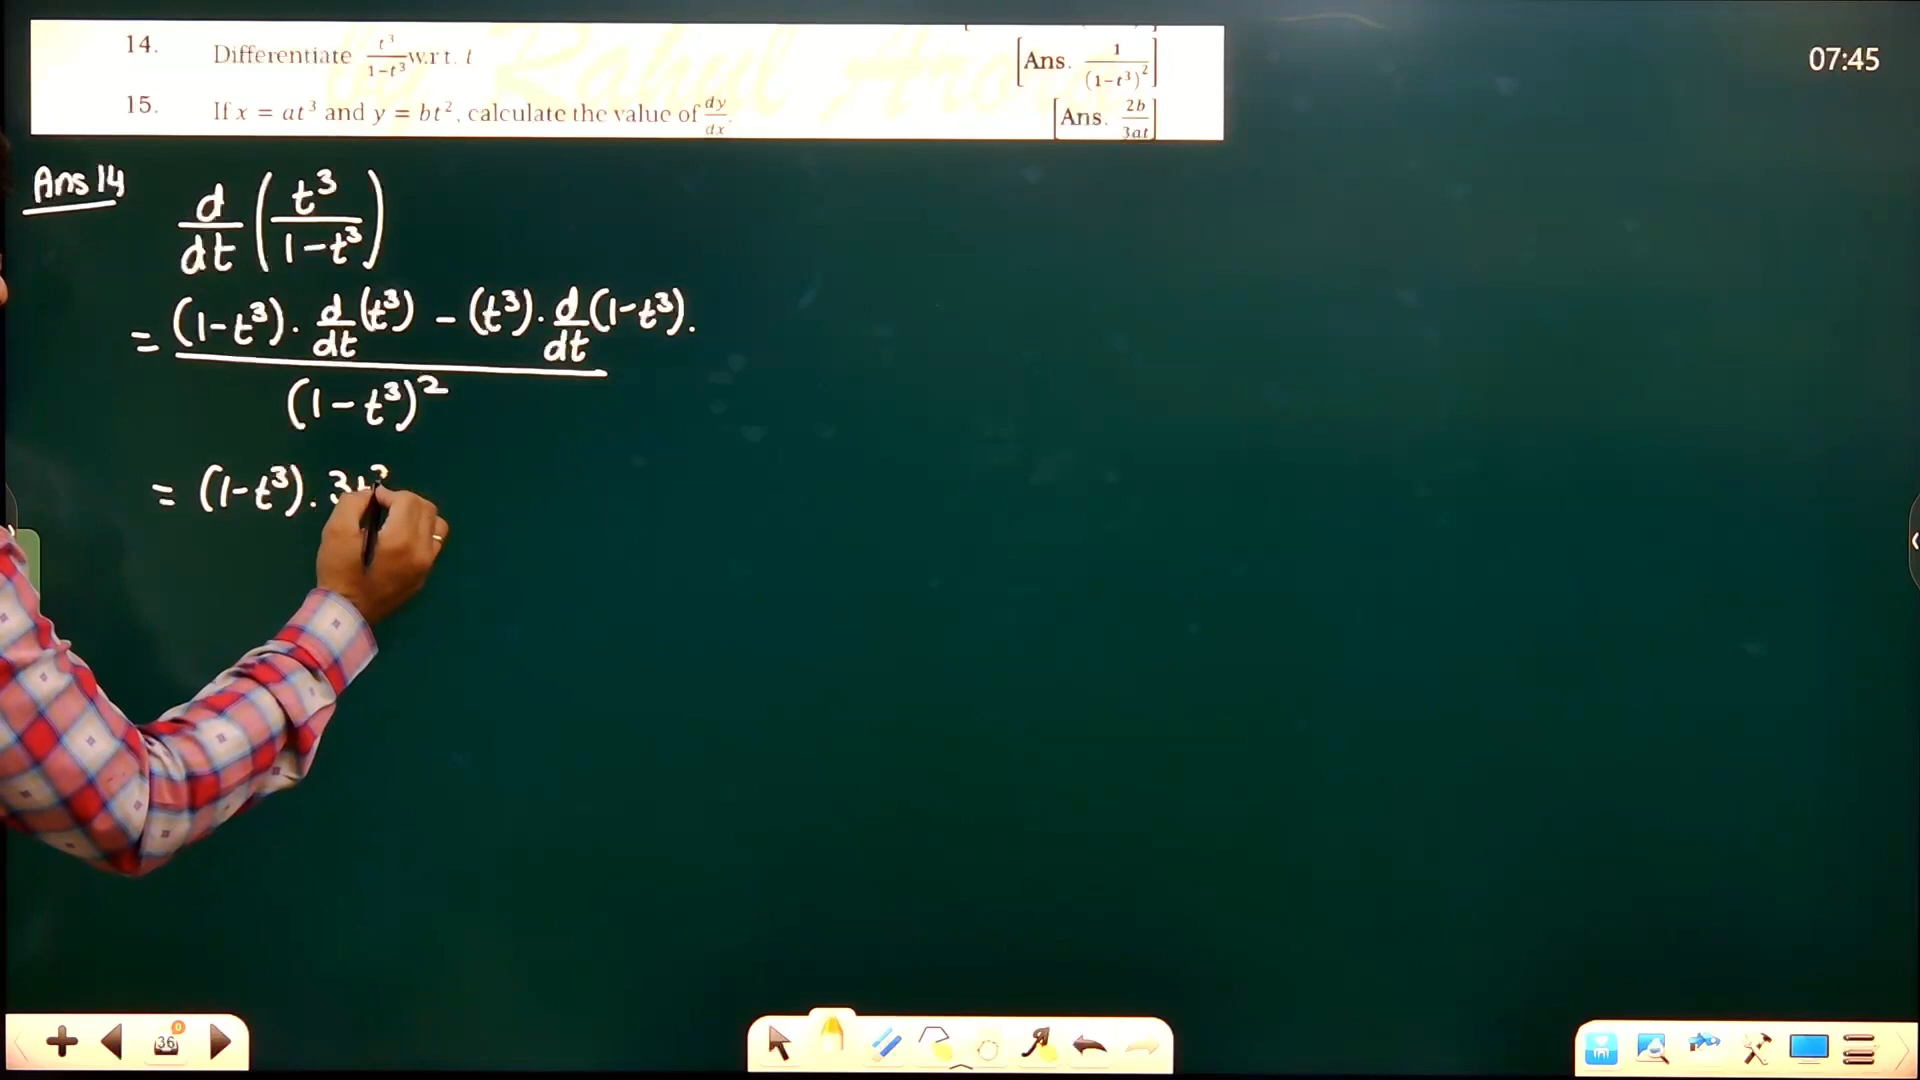 14. Differentiate t³/1−t³ w.r t. t [Ans. 1/(1−t³)²]
15. If x = at³ and y = bt², calculate the value of dy/dx. [Ans. 2b/3at]
07:45
Ans 14
d/dt (t³/1−t³)
= (1−t³). d/dt (t³) − (t³). d/dt (1−t³). / (1−t³)²
= (1−t³). 3t
36
0